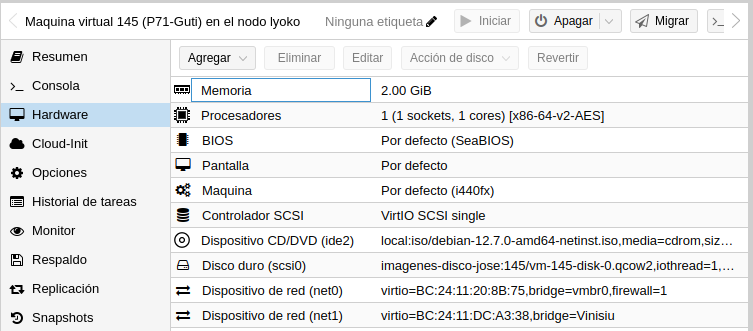 Maquina virtual 145 (P71-Guti) en el nodo lyoko Ninguna etiqueta Iniciar Apagar Migrar
Resumen
Consola
Hardware
Cloud-Init
Opciones
Historial de tareas
Monitor
Respaldo
Replicación
Snapshots
Agregar Eliminar Editar Acción de disco Revertir
Memoria 2.00 GiB
Procesadores 1 (1 sockets, 1 cores) [x86-64-v2-AES]
BIOS Por defecto (SeaBIOS)
Pantalla Por defecto
Maquina Por defecto (i440fx)
Controlador SCSI VirtIO SCSI single
Dispositivo CD/DVD (ide2) local:iso/debian-12.7.0-amd64-netinst.iso,media=cdrom,siz…
Disco duro (scsi0) imagenes-disco-jose:145/vm-145-disk-0.qcow2,iothread=1,…
Dispositivo de red (net0) virtio=BC:24:11:20:8B:75,bridge=vmbr0,firewall=1
Dispositivo de red (net1) virtio=BC:24:11:DC:A3:38,bridge=Vinisiu